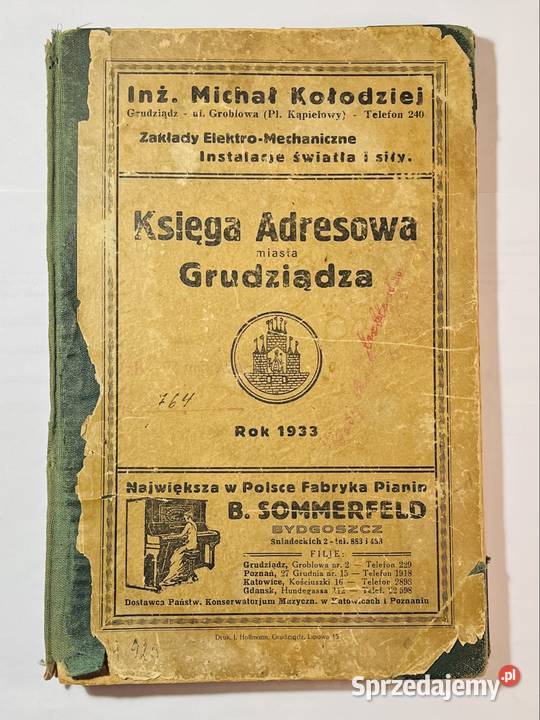 Inż. Michał Kołodziej
Grudziądz - ul. Groblowa (Pl. Kąpielowy) - Telefon 240
Zakłady Elektro-Mechaniczne
Instalacje światła i siły.
Księga Adresowa
miasta
Grudziądza
764
Rok 1933
Największa w Polsce Fabryka Pianin
B. SOMMERFELD
BYDGOSZCZ
Śniadeckich 2 - tel. 883 i 453
FILJE:
Grudziądz, Groblowa nr. 2 — Telefon 229
Poznań, 27 Grudnia nr. 15 — Telefon 1918
Katowice, Kościuszki 16 — Telefon 2898
Gdansk, Hundegasse 112 — Telef. 22 598
Dostawca Państw. Konserwatorjum Muzyczn. w Katowicach i Poznaniu
Druk. I. Hoffmann, Grudziądz, Lipowa 15
Sprzedajemy.pl